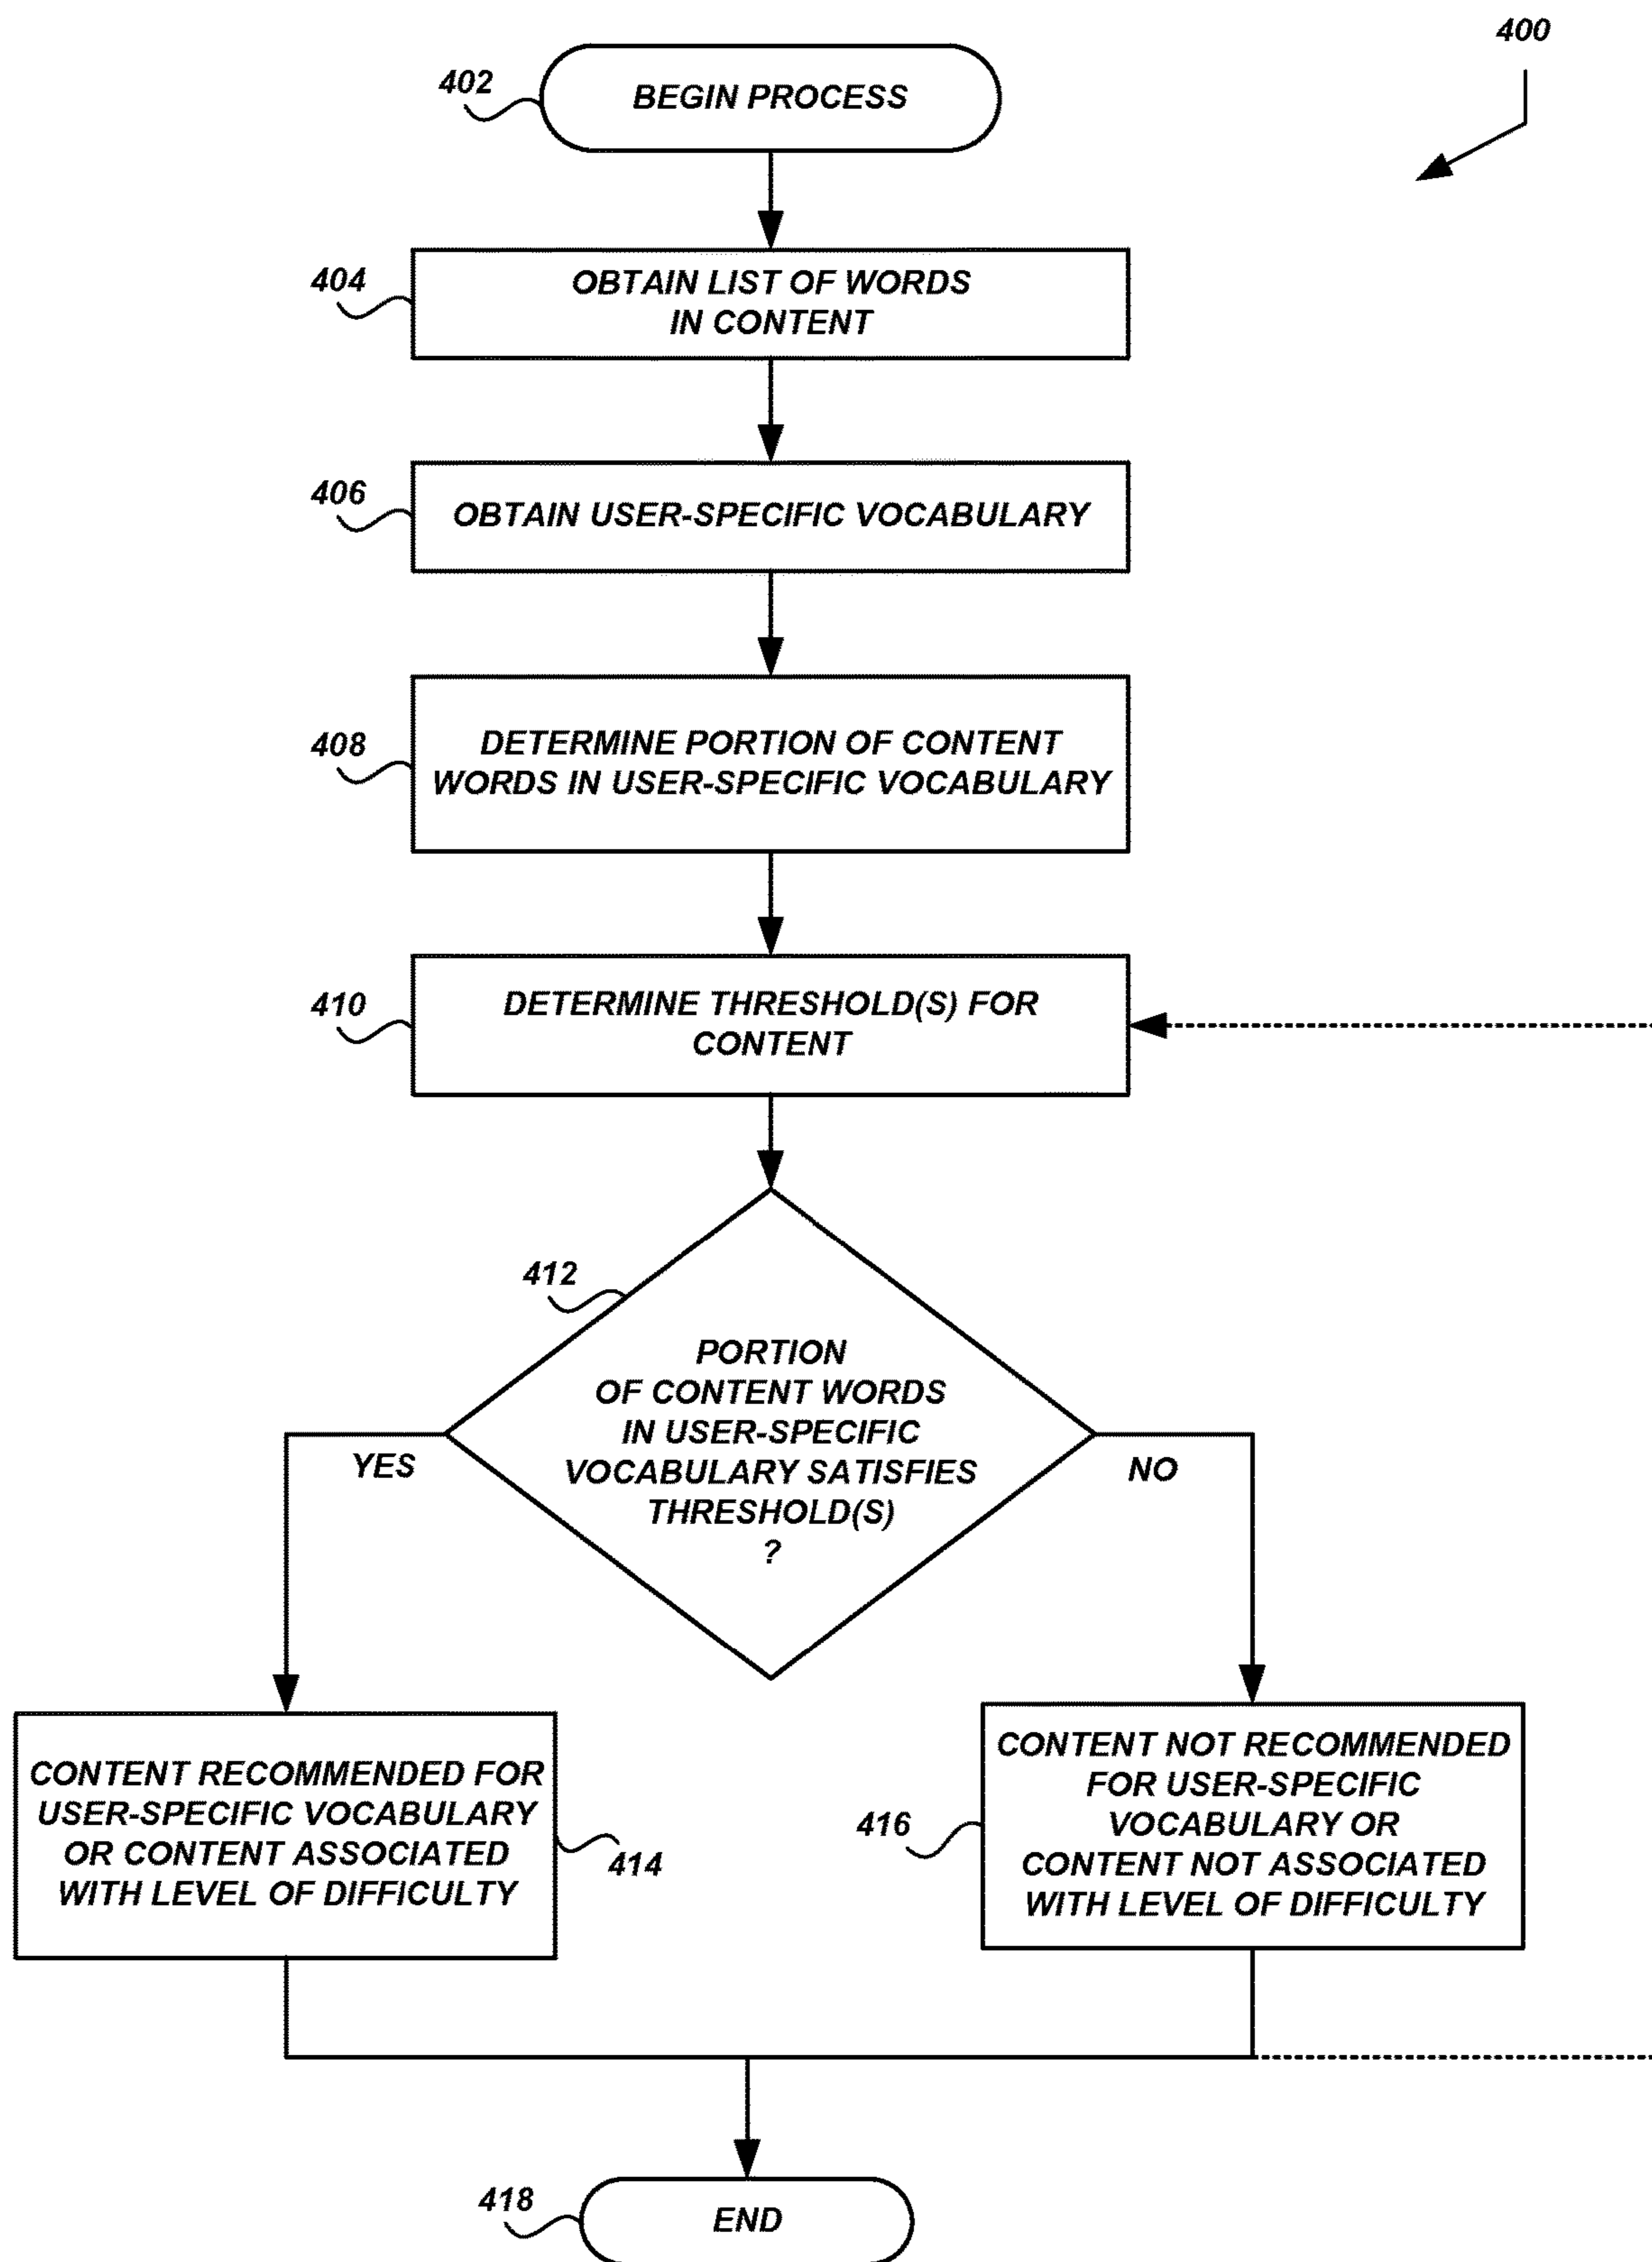 400
402
BEGIN PROCESS
404
OBTAIN LIST OF WORDS
IN CONTENT
406
OBTAIN USER-SPECIFIC VOCABULARY
408
DETERMINE PORTION OF CONTENT
WORDS IN USER-SPECIFIC VOCABULARY
410
DETERMINE THRESHOLD(S) FOR
CONTENT
412
PORTION
OF CONTENT WORDS
IN USER-SPECIFIC
VOCABULARY SATISFIES
THRESHOLD(S)
?
YES
NO
CONTENT RECOMMENDED FOR
USER-SPECIFIC VOCABULARY
OR CONTENT ASSOCIATED
WITH LEVEL OF DIFFICULTY
414
416
CONTENT NOT RECOMMENDED
FOR USER-SPECIFIC
VOCABULARY OR
CONTENT NOT ASSOCIATED
WITH LEVEL OF DIFFICULTY
418
END